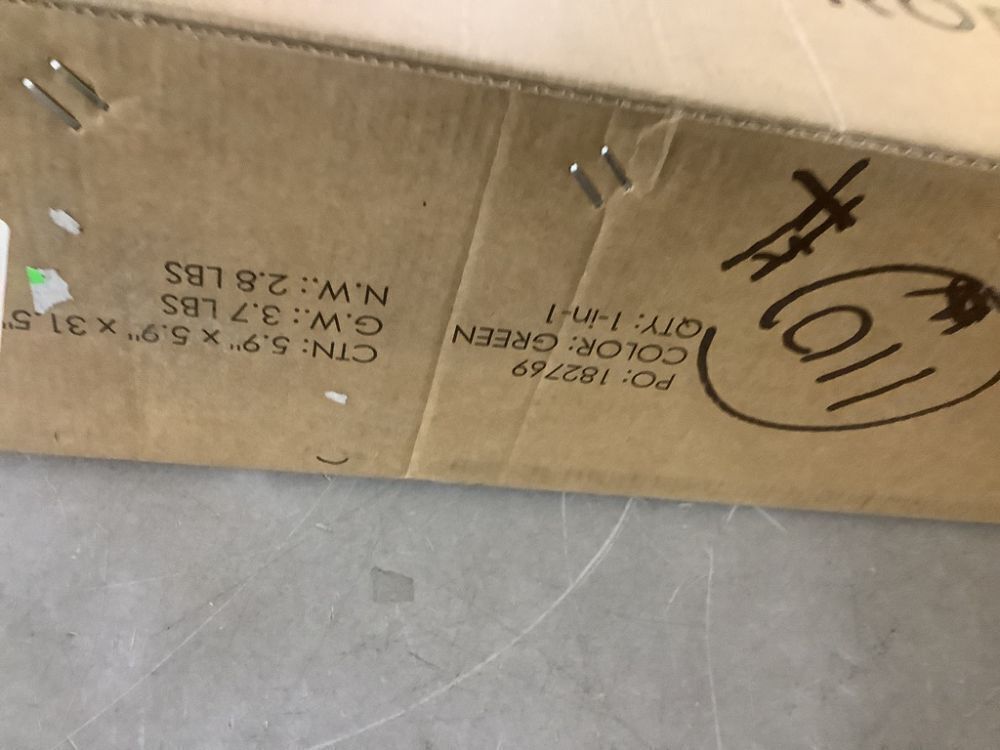 110
PO: 182769
COLOR: GREEN
QTY: 1-in-1
CTN: 5.9" x 5.9" x 31.5"
G.W.: 3.7 LBS
N.W.: 2.8 LBS